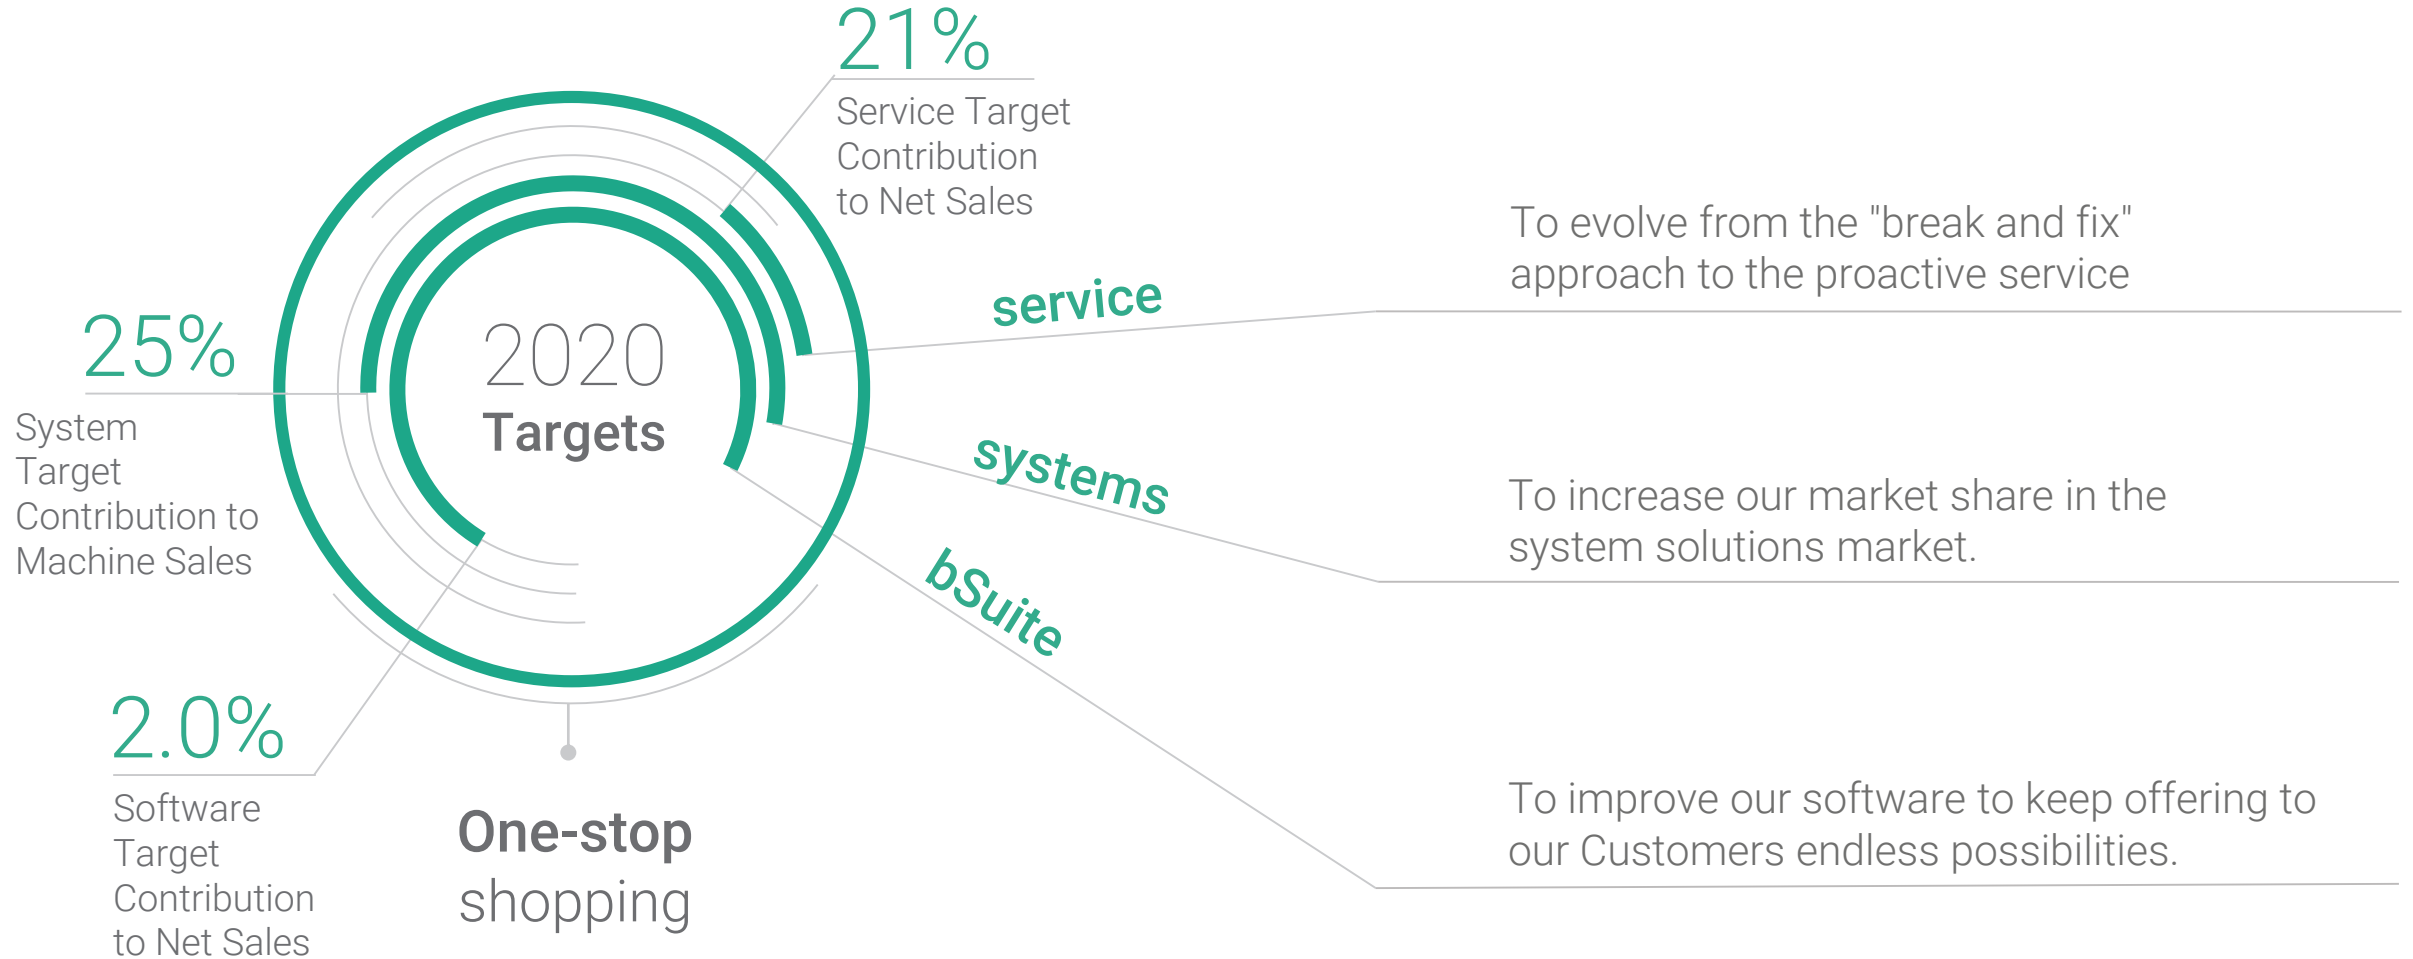 21%
Service Target
Contribution
to Net Sales
25%
System
Target
Contribution to
Machine Sales
2.0%
Software
Target
Contribution
to Net Sales
2020
Targets
One-stop
shopping
service
To evolve from the "break and fix"
approach to the proactive service
systems
To increase our market share in the
system solutions market.
bSuite
To improve our software to keep offering to
our Customers endless possibilities.